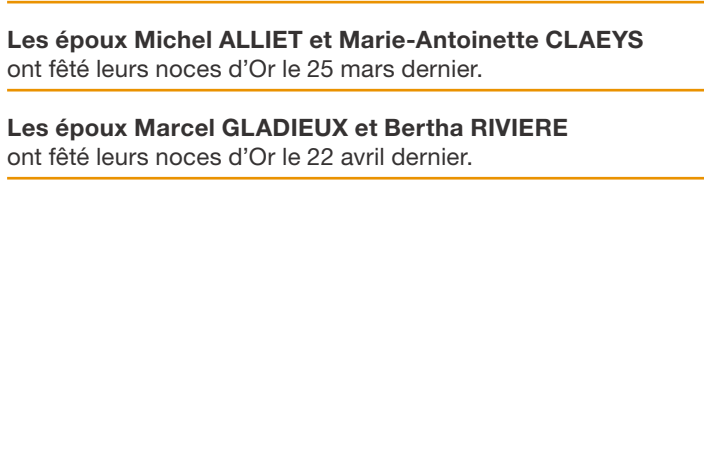 Les époux Michel ALLIET et Marie-Antoinette CLAEYS
ont fêté leurs noces d’Or le 25 mars dernier.
Les époux Marcel GLADIEUX et Bertha RIVIERE
ont fêté leurs noces d’Or le 22 avril dernier.